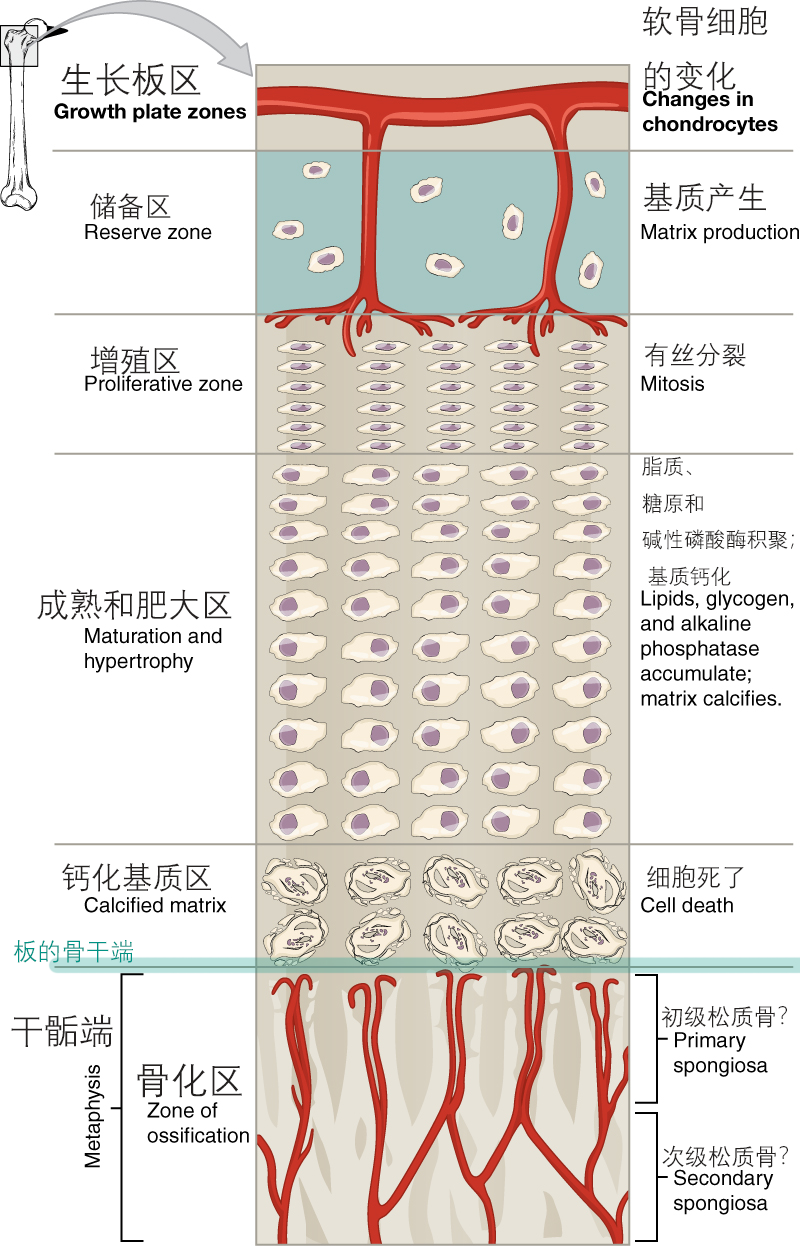 软骨细胞
的变化
Changes in
chondrocytes
生长板区
Growth plate zones
储备区
Reserve zone
基质产生
Matrix production
增殖区
Proliferative zone
有丝分裂
Mitosis
脂质、
糖原和
碱性磷酸酶积聚；
基质钙化
Lipids, glycogen,
and alkaline
phosphatase
accumulate;
matrix calcifies.
成熟和肥大区
Maturation and
hypertrophy
钙化基质区
Calcified matrix
细胞死了
Cell death
板的骨干端
干骺端
Metaphysis
骨化区
Zone of
ossification
初级松质骨？
Primary
spongiosa
次级松质骨？
Secondary
spongiosa